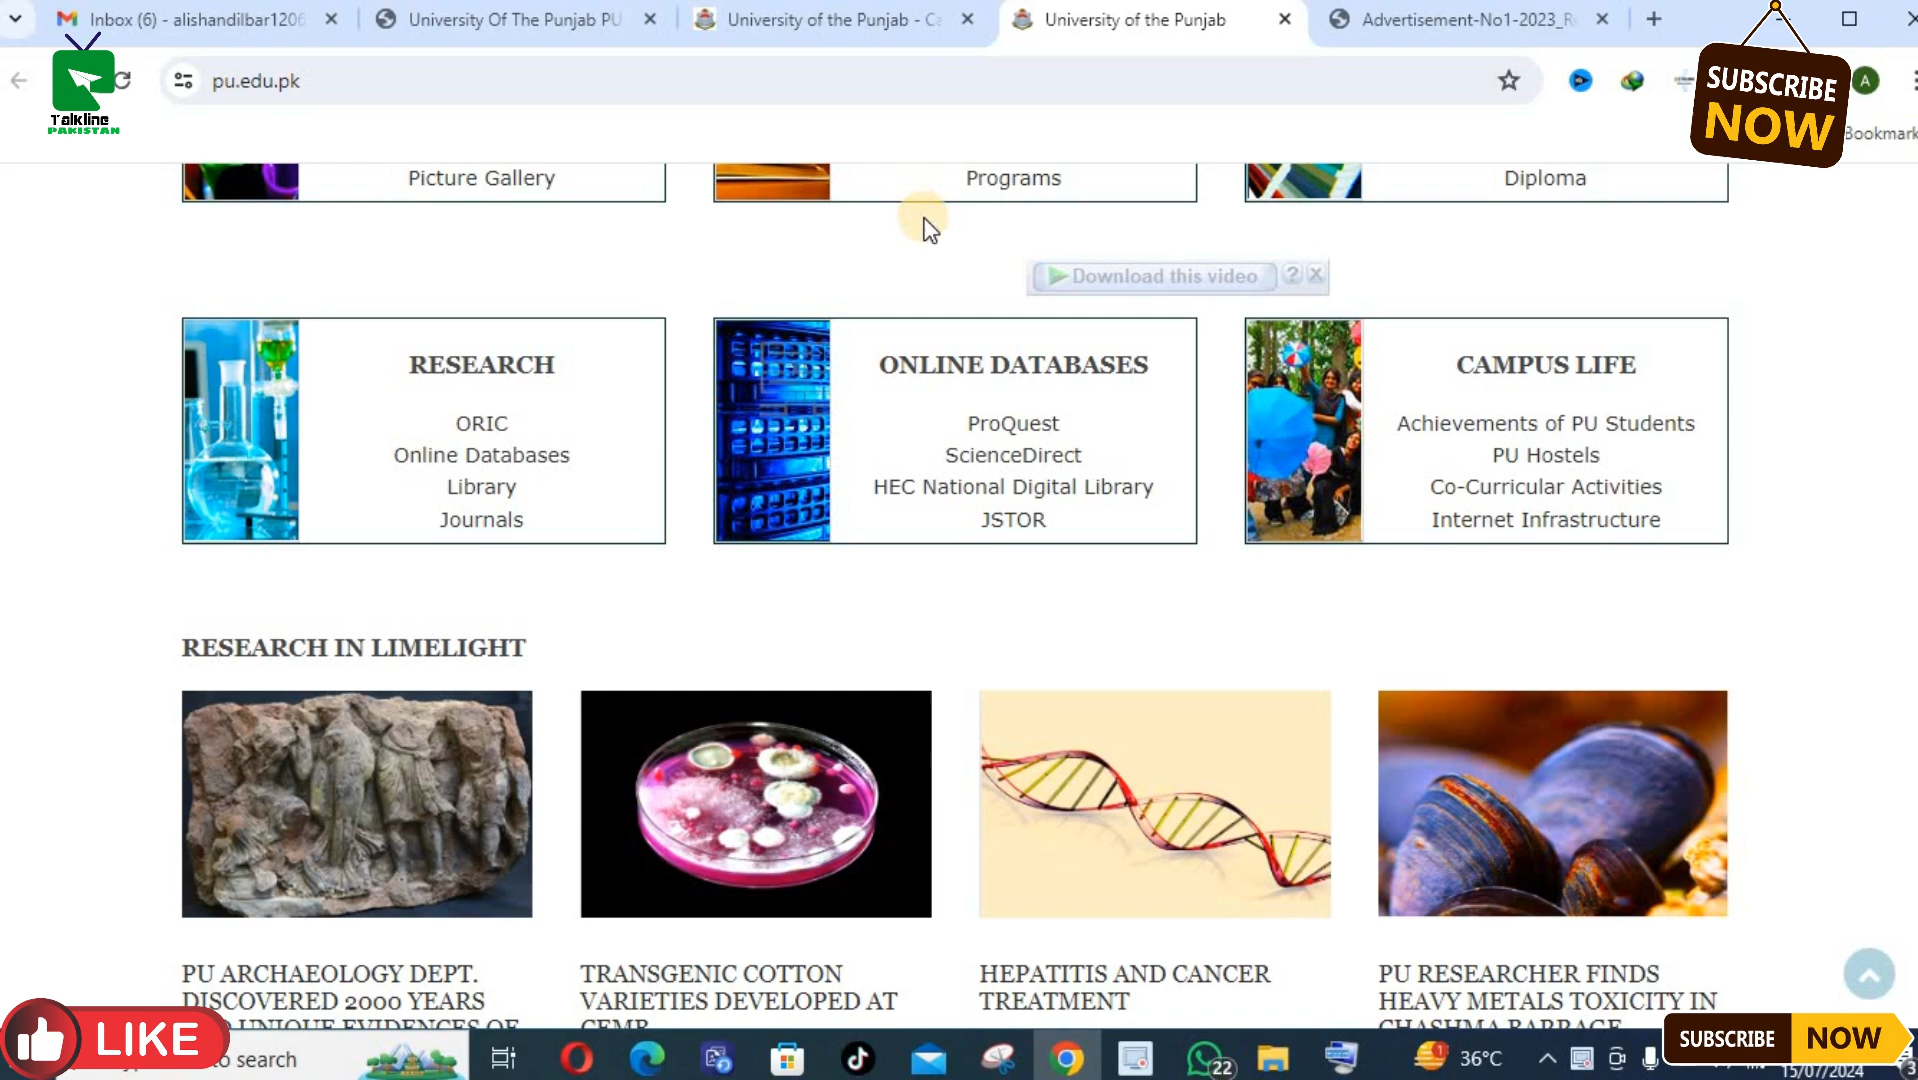 Inbox (6) - alishandilbar1206
University Of The Punjab PU
University of the Punjab - Ca
University of the Punjab
Advertisement-No1-2023_R
pu.edu.pk
Talkline
PAKISTAN
SUBSCRIBE
NOW
A
Bookmark
Picture Gallery
Programs
Diploma
Download this video
?
RESEARCH
ORIC
Online Databases
Library
Journals
ONLINE DATABASES
ProQuest
ScienceDirect
HEC National Digital Library
JSTOR
CAMPUS LIFE
Achievements of PU Students
PU Hostels
Co-Curricular Activities
Internet Infrastructure
RESEARCH IN LIMELIGHT
PU ARCHAEOLOGY DEPT.
DISCOVERED 2000 YEARS
UNIQUE EVIDENCES OF
TRANSGENIC COTTON
VARIETIES DEVELOPED AT
CEMB
HEPATITIS AND CANCER
TREATMENT
PU RESEARCHER FINDS
HEAVY METALS TOXICITY IN
CHASHMA BARRAGE
LIKE
SUBSCRIBE NOW
to search
22
1
36°C
15/07/2024
3